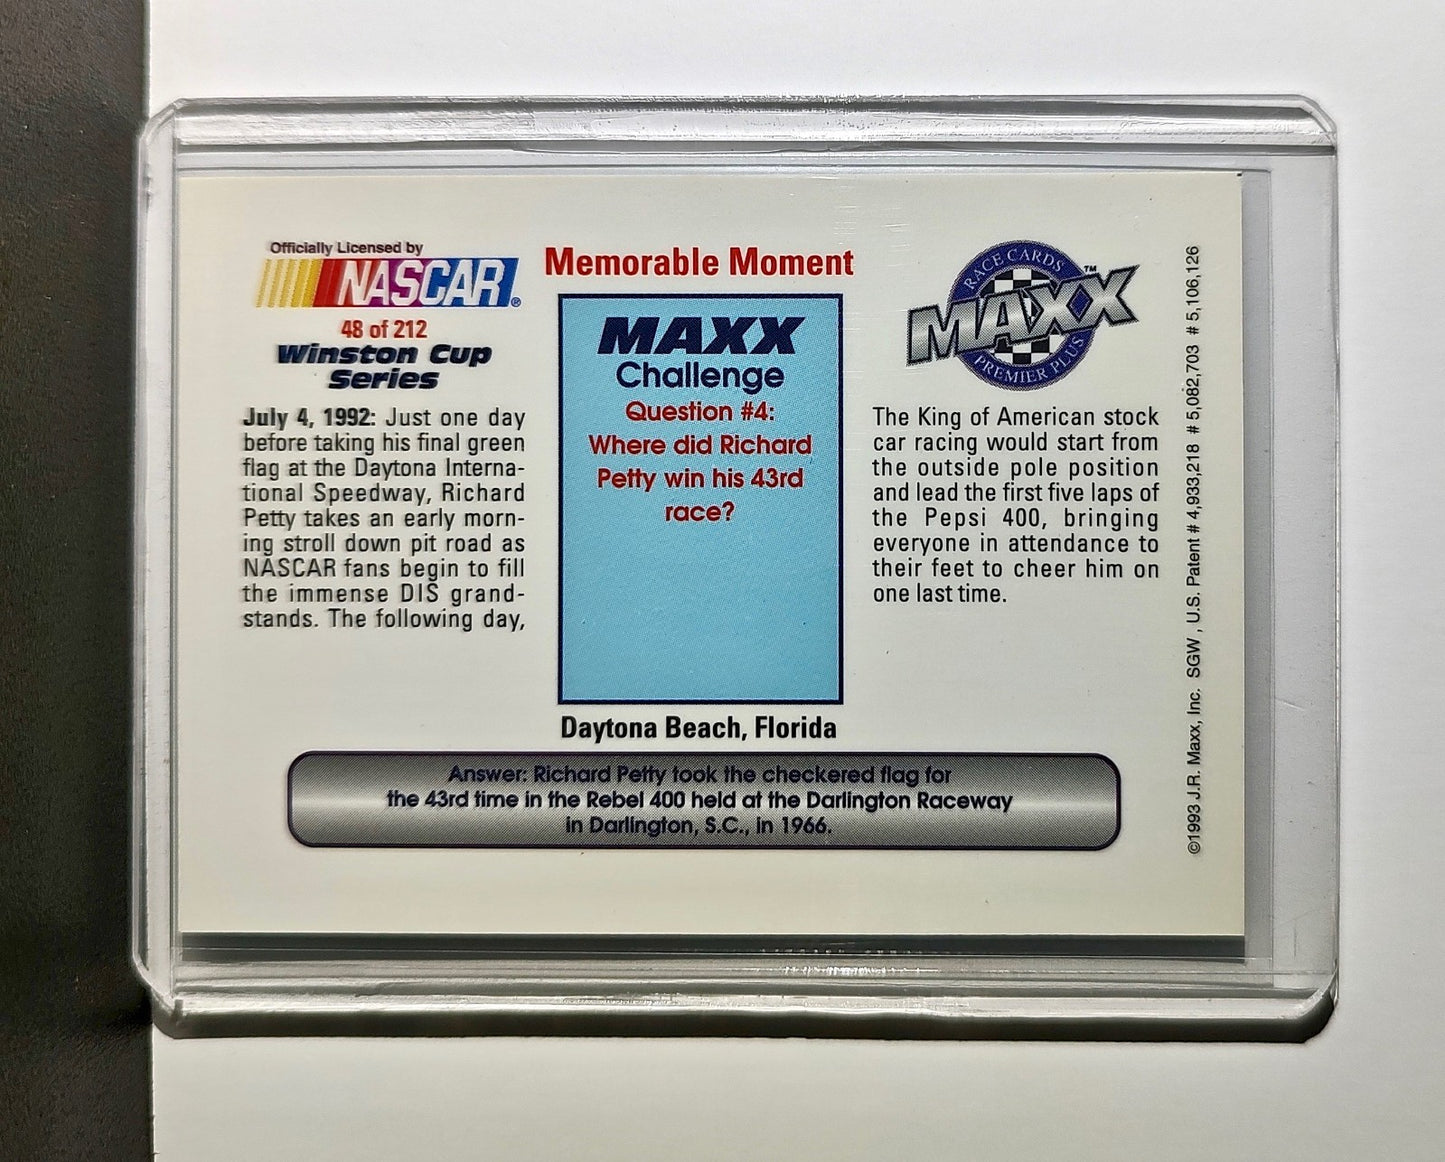 Officially Licensed by
NASCAR®
48 of 212
Winston Cup
Series
July 4, 1992: Just one day
before taking his final green
flag at the Daytona Interna-
tional Speedway, Richard
Petty takes an early morn-
ing stroll down pit road as
NASCAR fans begin to fill
the immense DIS grand-
stands. The following day,
Memorable Moment
MAXX
Challenge
Question #4:
Where did Richard
Petty win his 43rd
race?
Daytona Beach, Florida
RACE CARDS
MAXX™
PREMIER PLUS
The King of American stock
car racing would start from
the outside pole position
and lead the first five laps of
the Pepsi 400, bringing
everyone in attendance to
their feet to cheer him on
one last time.
Answer: Richard Petty took the checkered flag for
the 43rd time in the Rebel 400 held at the Darlington Raceway
in Darlington, S.C., in 1966.
©1993 J.R. Maxx, Inc. SGW , U.S. Patent # 4,933,218 # 5,082,703 # 5,106,126